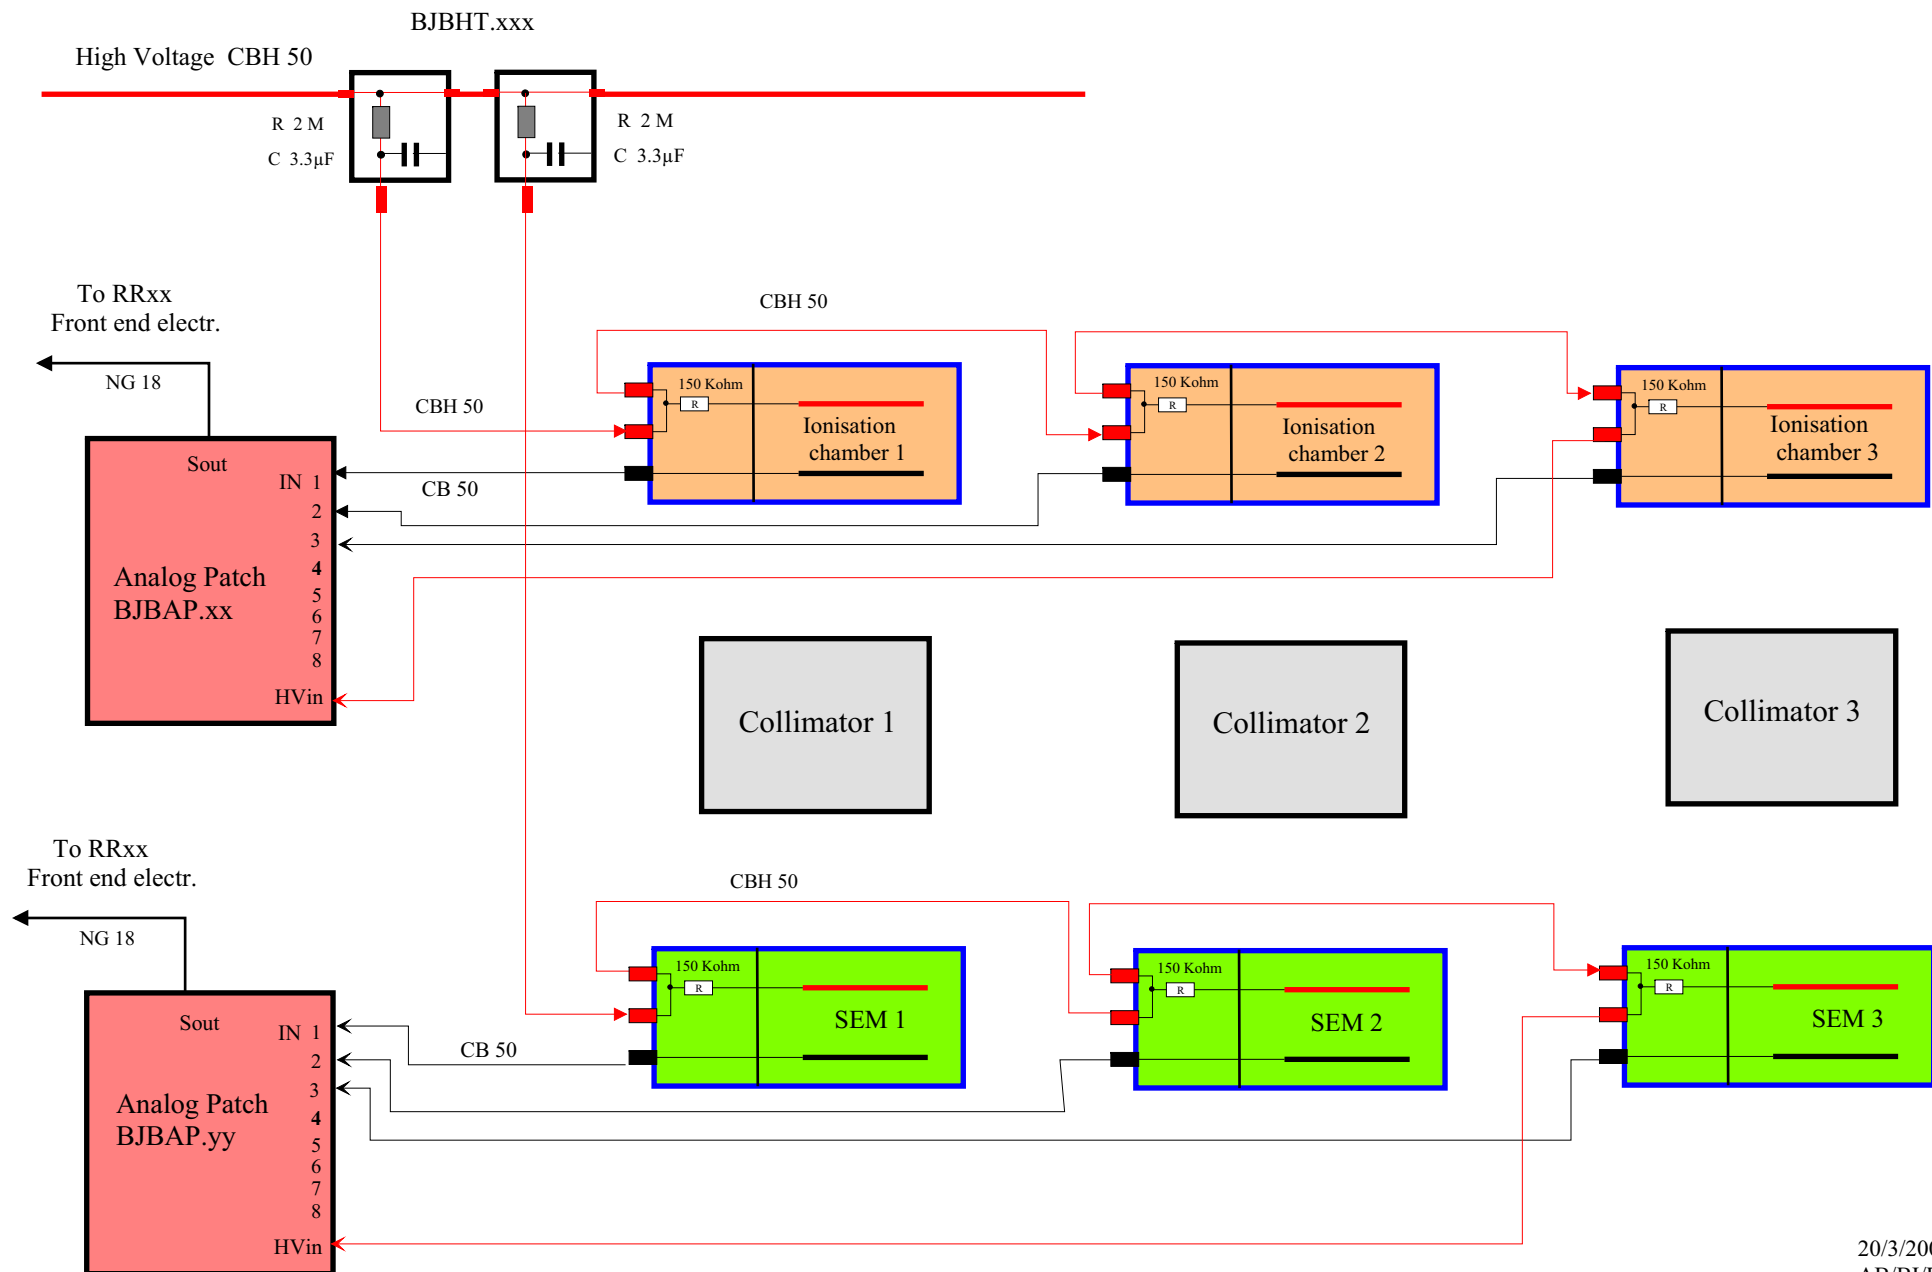 BJBHT.xxx
High Voltage CBH 50
R 2 M
C 3.3µF
R 2 M
C 3.3µF
To RRxx
Front end electr.
NG 18
CBH 50
CBH 50
CB 50
Sout
IN 1
2
3
4
5
6
7
8
HVin
Analog Patch
BJBAP.xx
150 Kohm
R
Ionisation
chamber 1
150 Kohm
R
Ionisation
chamber 2
150 Kohm
R
Ionisation
chamber 3
Collimator 1
Collimator 2
Collimator 3
To RRxx
Front end electr.
NG 18
CBH 50
CB 50
Sout
IN 1
2
3
4
5
6
7
8
HVin
Analog Patch
BJBAP.yy
150 Kohm
R
SEM 1
150 Kohm
R
SEM 2
150 Kohm
R
SEM 3